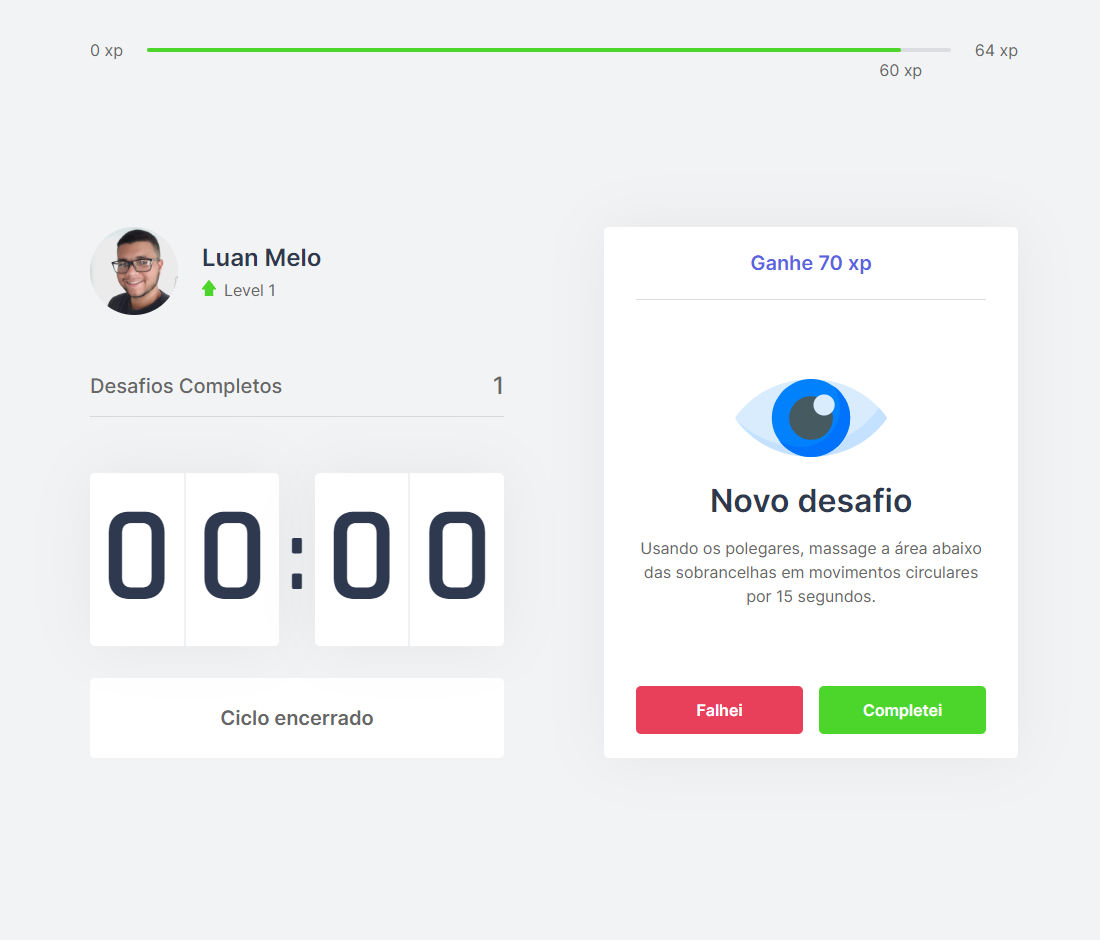 0 xp
64 xp
60 xp
Luan Melo
Level 1
Desafios Completos
1
00:00
Ciclo encerrado
Ganhe 70 xp
Novo desafio
Usando os polegares, massage a área abaixo
das sobrancelhas em movimentos circulares
por 15 segundos.
Falhei
Completei